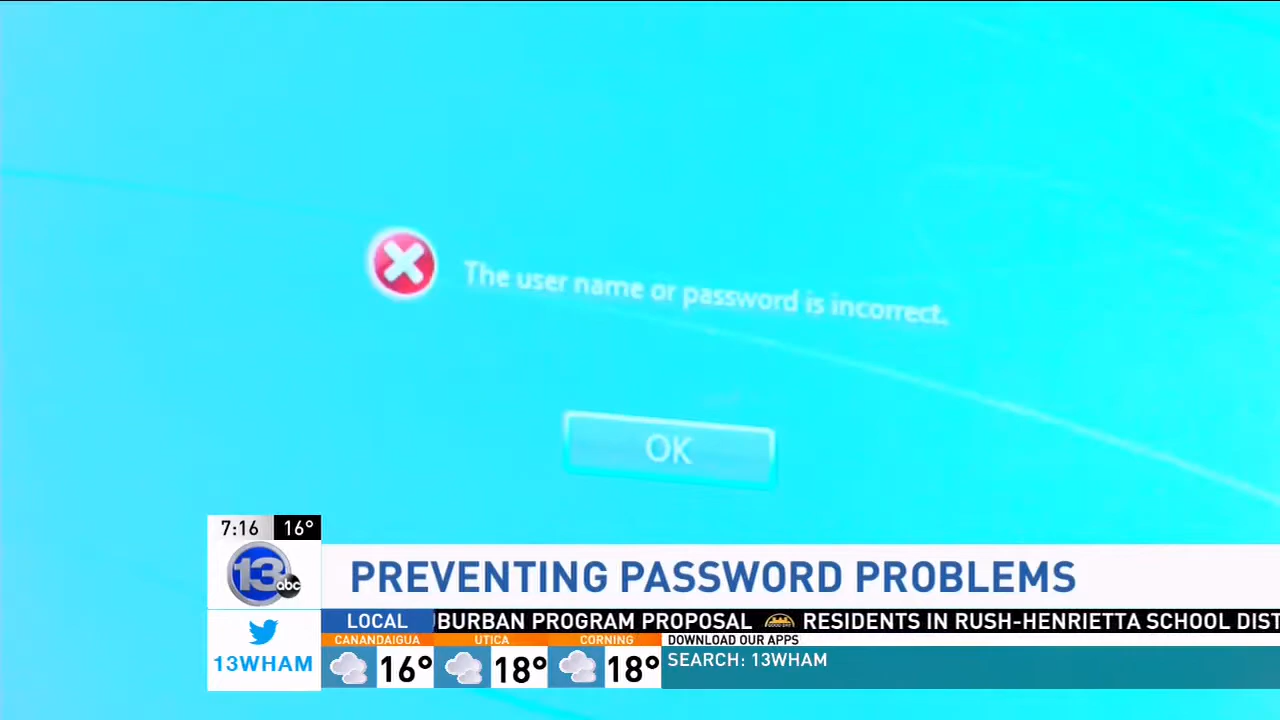 The user name or password is incorrect.
OK
7:16 16°
13 abc
PREVENTING PASSWORD PROBLEMS
LOCAL BURBAN PROGRAM PROPOSAL RESIDENTS IN RUSH-HENRIETTA SCHOOL DIST
CANANDAIGUA UTICA CORNING DOWNLOAD OUR APPS
16° 18° 18° SEARCH: 13WHAM
13WHAM